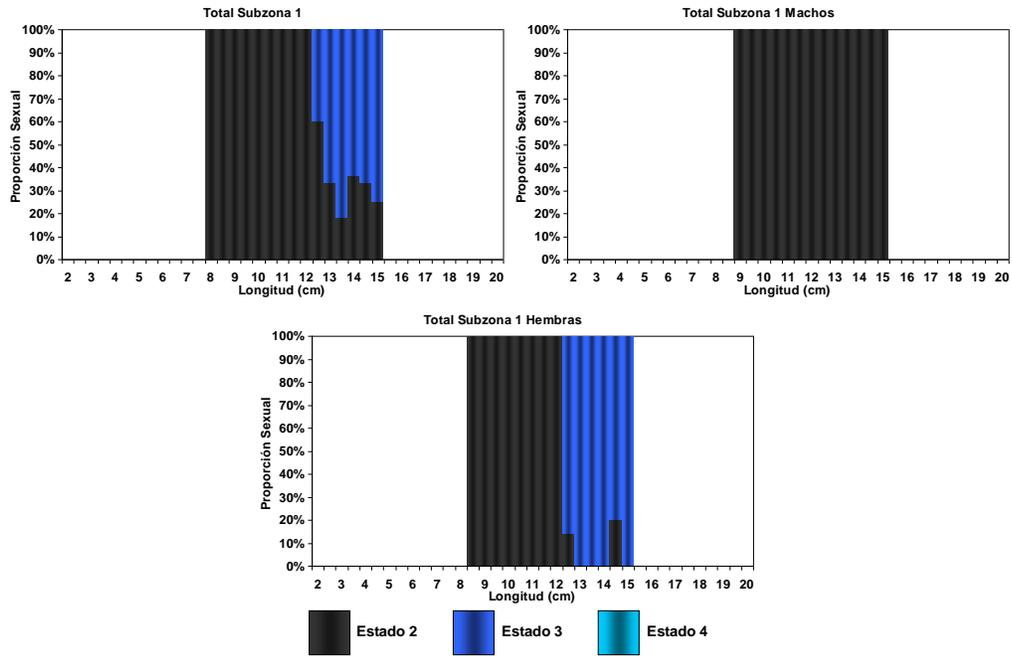 Total Subzona 1
Proporción Sexual
100%
90%
80%
70%
60%
50%
40%
30%
20%
10%
0%
2 3 4 5 6 7 8 9 10 11 12 13 14 15 16 17 18 19 20
Longitud (cm)
Total Subzona 1 Machos
Proporción Sexual
100%
90%
80%
70%
60%
50%
40%
30%
20%
10%
0%
2 3 4 5 6 7 8 9 10 11 12 13 14 15 16 17 18 19 20
Longitud (cm)
Total Subzona 1 Hembras
Proporción Sexual
100%
90%
80%
70%
60%
50%
40%
30%
20%
10%
0%
2 3 4 5 6 7 8 9 10 11 12 13 14 15 16 17 18 19 20
Longitud (cm)
Estado 2 Estado 3 Estado 4